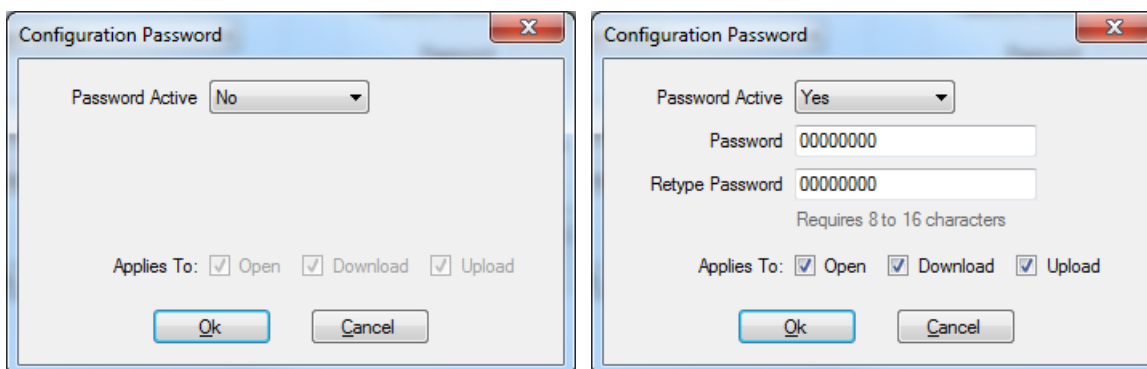 Configuration Password
X
Password Active No
Applies To: Open Download Upload
Ok Cancel
Configuration Password
X
Password Active Yes
Password 00000000
Retype Password 00000000
Requires 8 to 16 characters
Applies To: Open Download Upload
Ok Cancel